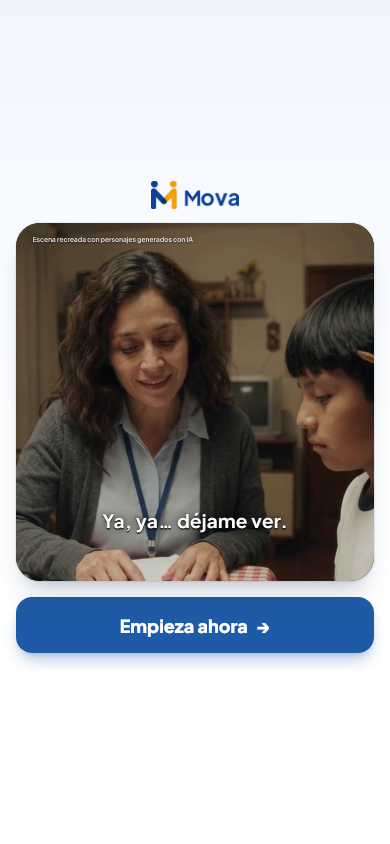 Mova
Escena recreada con personajes generados con IA
Ya, ya... déjame ver.
Empieza ahora →